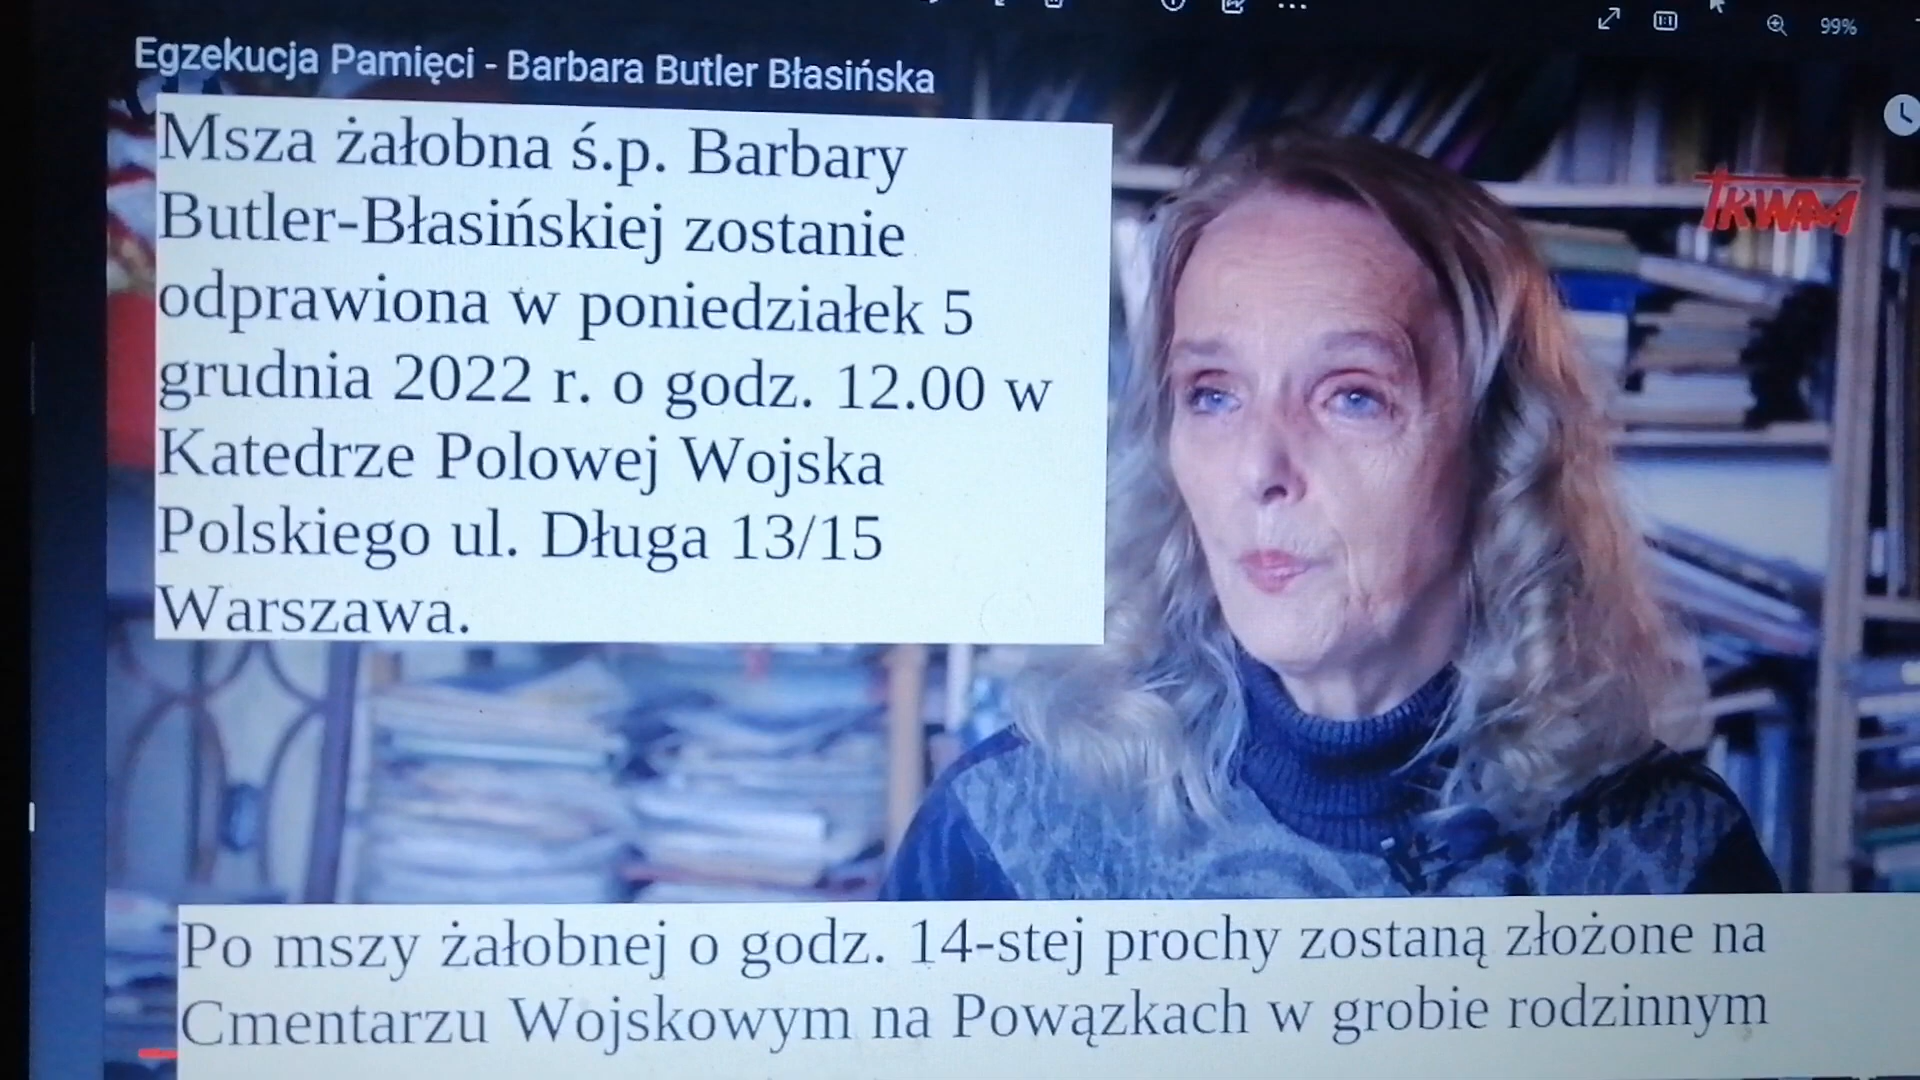 99%
Egzekucja Pamięci - Barbara Butler Błasińska
Msza żałobna ś.p. Barbary
Butler-Błasińskiej zostanie
odprawiona w poniedziałek 5
grudnia 2022 r. o godz. 12.00 w
Katedrze Polowej Wojska
Polskiego ul. Długa 13/15
Warszawa.
TRWAM
Po mszy żałobnej o godz. 14-stej prochy zostaną złożone na
Cmentarzu Wojskowym na Powązkach w grobie rodzinnym